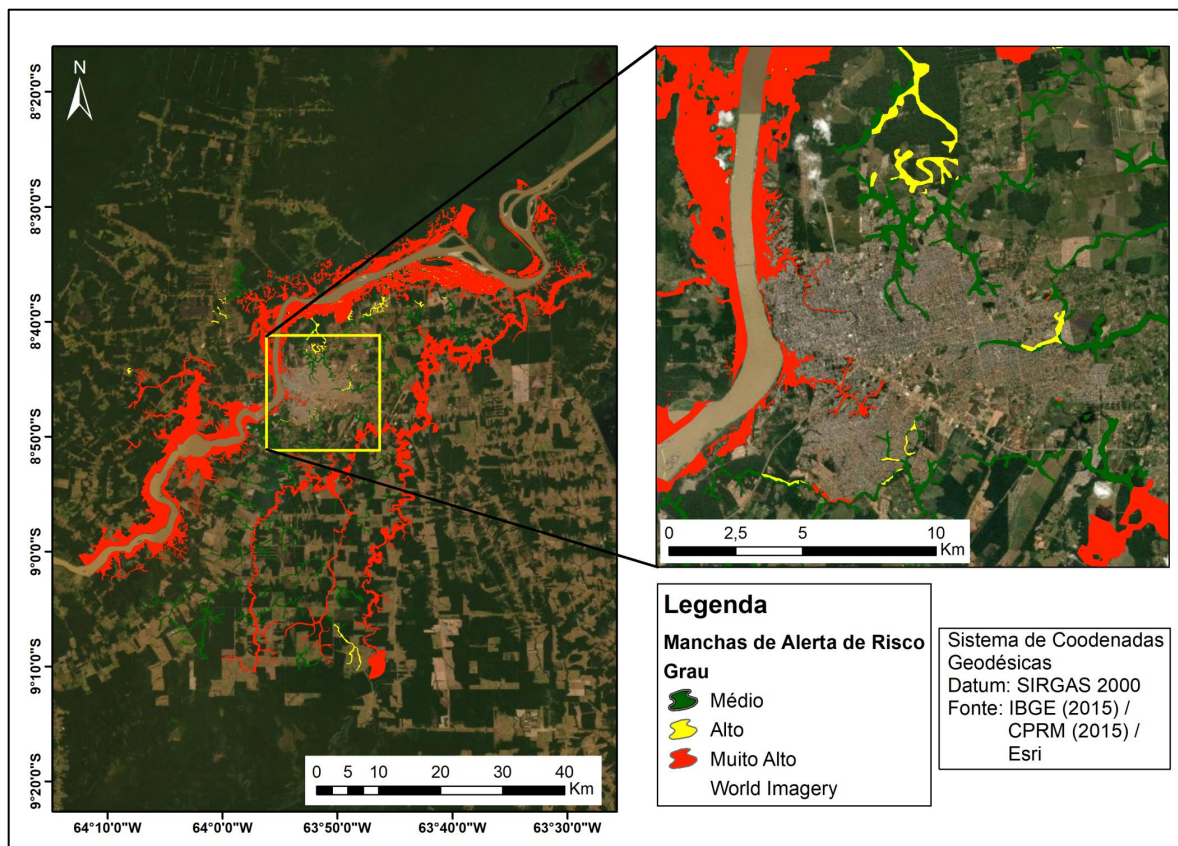 N
8°20'0"S
8°30'0"S
8°40'0"S
8°50'0"S
9°0'0"S
9°10'0"S
9°20'0"S
64°10'0"W 64°0'0"W 63°50'0"W 63°40'0"W 63°30'0"W
0 5 10 20 30 40
Km
0 2,5 5 10
Km
Legenda
Manchas de Alerta de Risco
Grau
Médio
Alto
Muito Alto
World Imagery
Sistema de Coodenadas
Geodésicas
Datum: SIRGAS 2000
Fonte: IBGE (2015) /
CPRM (2015) /
Esri